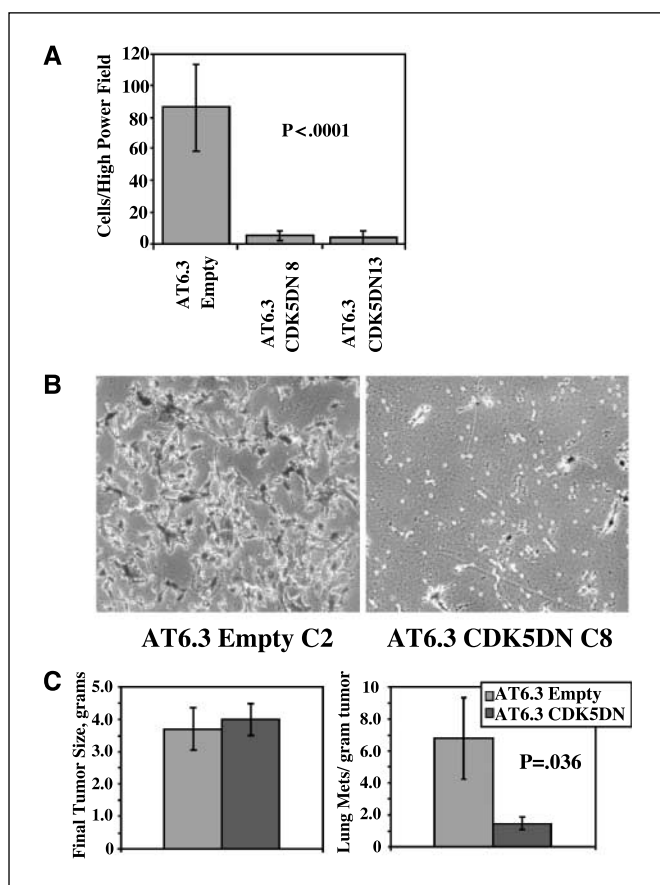 A
Cells/High Power Field
120
100
80
60
40
20
0
P<.0001
AT6.3
Empty
AT6.3
CDK5DN 8
AT6.3
CDK5DN13
B
AT6.3 Empty C2
AT6.3 CDK5DN C8
C
Final Tumor Size, grams
5.0
4.0
3.0
2.0
1.0
0
Lung Mets/ gram tumor
10
8.0
6.0
4.0
2.0
0
AT6.3 Empty
AT6.3 CDK5DN
P=.036